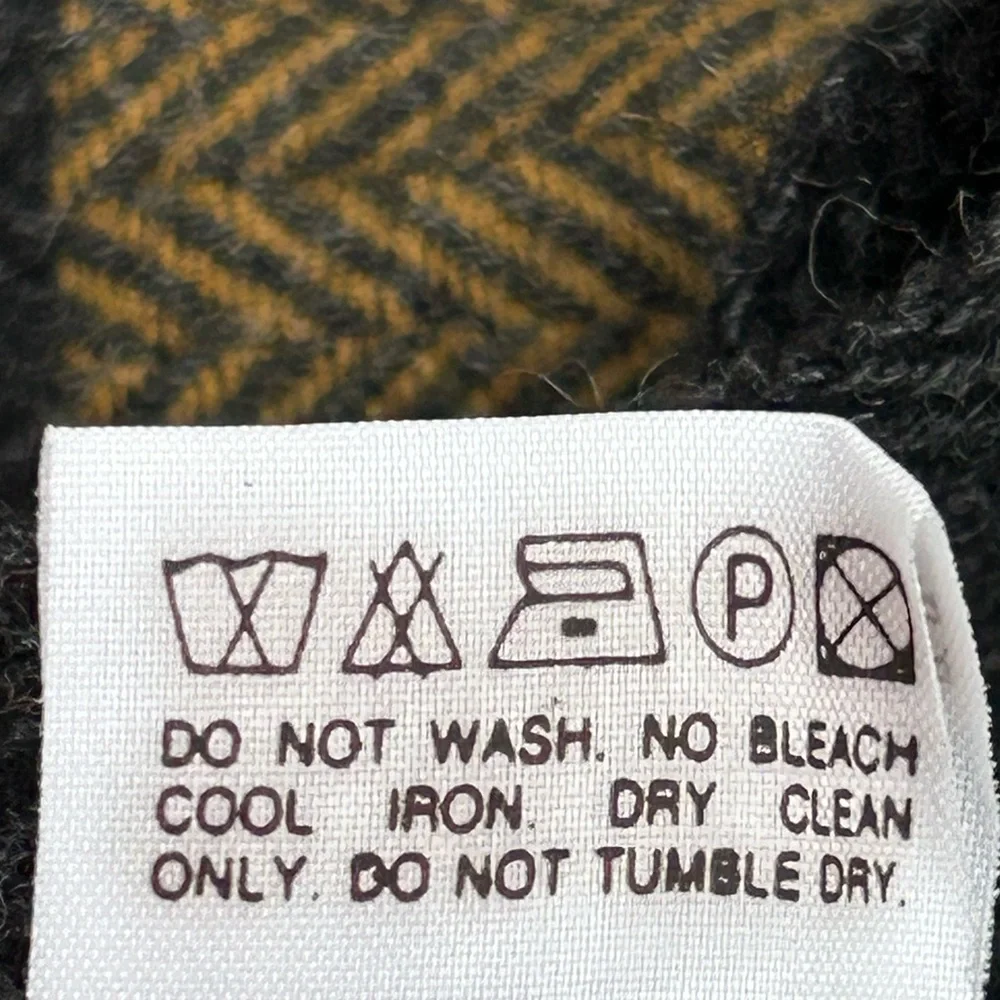 P
DO NOT WASH. NO BLEACH
COOL IRON. DRY CLEAN
ONLY. DO NOT TUMBLE DRY.